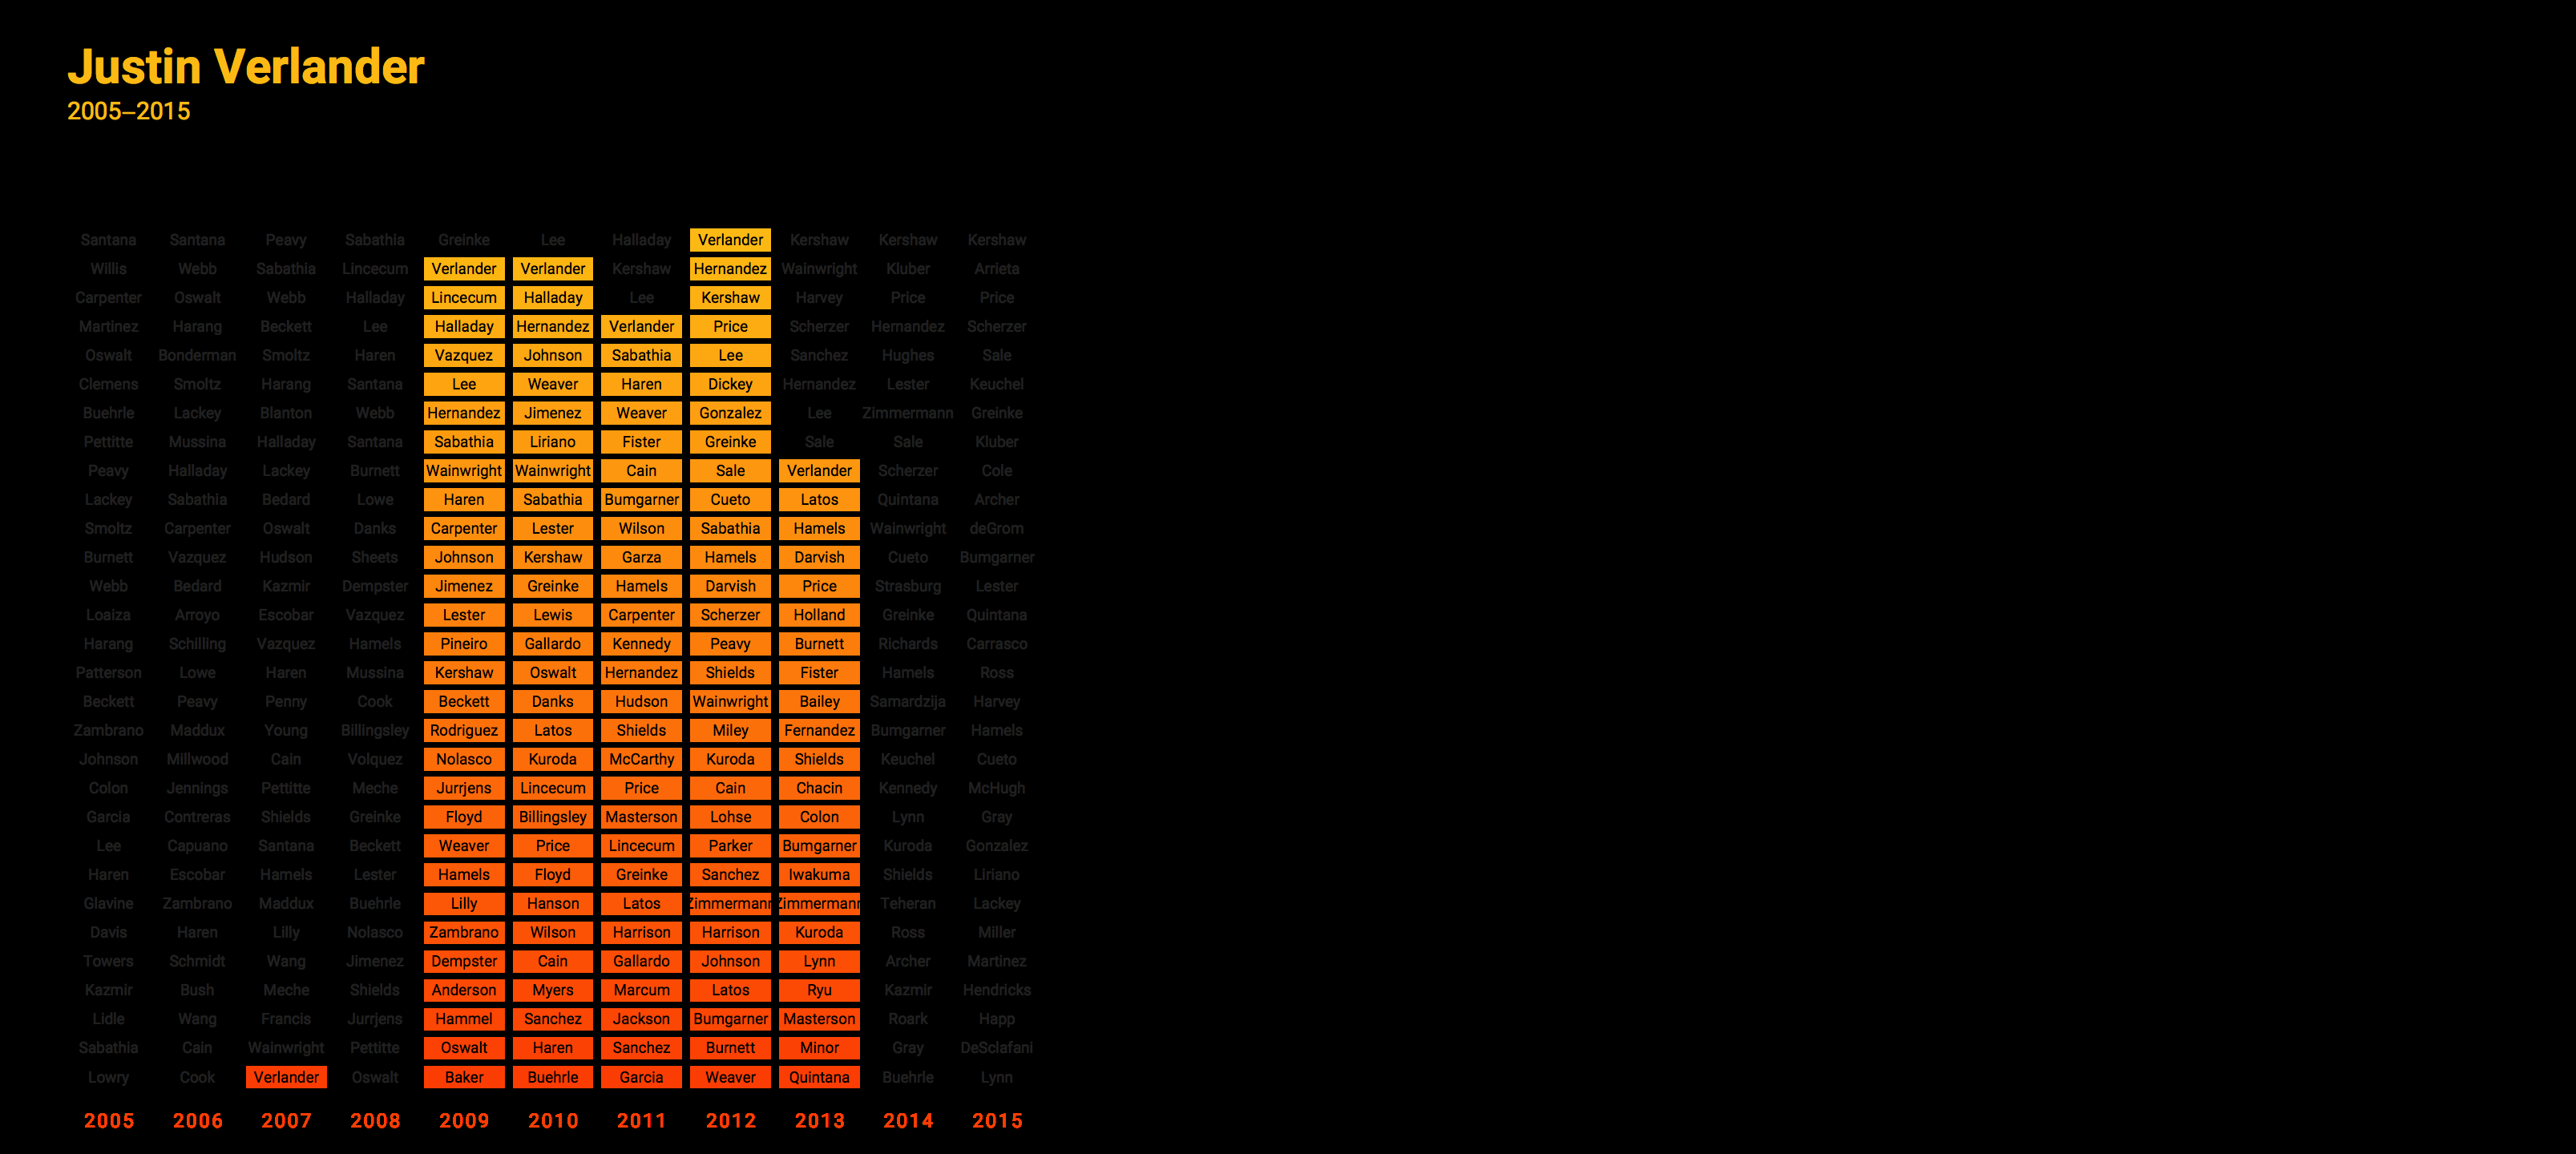 Justin Verlander
2005–2015
Santana Santana Peavy Sabathia Greinke Lee Halladay Verlander Kershaw Kershaw Kershaw
Willis Webb Sabathia Lincecum Verlander Verlander Kershaw Hernandez Wainwright Kluber Arrieta
Carpenter Oswalt Webb Halladay Lincecum Halladay Lee Kershaw Harvey Price Price
Martinez Harang Beckett Lee Halladay Hernandez Verlander Price Scherzer Hernandez Scherzer
Oswalt Bonderman Smoltz Haren Vazquez Johnson Sabathia Lee Sanchez Hughes Sale
Clemens Smoltz Harang Santana Lee Weaver Haren Dickey Hernandez Lester Keuchel
Buehrle Lackey Blanton Webb Hernandez Jimenez Weaver Gonzalez Lee Zimmermann Greinke
Pettitte Mussina Halladay Santana Sabathia Liriano Fister Greinke Sale Sale Kluber
Peavy Halladay Lackey Burnett Wainwright Wainwright Cain Sale Verlander Scherzer Cole
Lackey Sabathia Bedard Lowe Haren Sabathia Bumgarner Cueto Latos Quintana Archer
Smoltz Carpenter Oswalt Danks Carpenter Lester Wilson Sabathia Hamels Wainwright deGrom
Burnett Vazquez Hudson Sheets Johnson Kershaw Garza Hamels Darvish Cueto Bumgarner
Webb Bedard Kazmir Dempster Jimenez Greinke Hamels Darvish Price Strasburg Lester
Loaiza Arroyo Escobar Vazquez Lester Lewis Carpenter Scherzer Holland Greinke Quintana
Harang Schilling Vazquez Hamels Pineiro Gallardo Kennedy Peavy Burnett Richards Carrasco
Patterson Lowe Haren Mussina Kershaw Oswalt Hernandez Shields Fister Hamels Ross
Beckett Peavy Penny Cook Beckett Danks Hudson Wainwright Bailey Samardzija Harvey
Zambrano Maddux Young Billingsley Rodriguez Latos Shields Miley Fernandez Bumgarner Hamels
Johnson Millwood Cain Volquez Nolasco Kuroda McCarthy Kuroda Shields Keuchel Cueto
Colon Jennings Pettitte Meche Jurrjens Lincecum Price Cain Chacin Kennedy McHugh
Garcia Contreras Shields Greinke Floyd Billingsley Masterson Lohse Colon Lynn Gray
Lee Capuano Santana Beckett Weaver Price Lincecum Parker Bumgarner Kuroda Gonzalez
Haren Escobar Hamels Lester Hamels Floyd Greinke Sanchez Iwakuma Shields Liriano
Glavine Zambrano Maddux Buehrle Lilly Hanson Latos Zimmermann Zimmermann Teheran Lackey
Davis Haren Lilly Nolasco Zambrano Wilson Harrison Harrison Kuroda Ross Miller
Towers Schmidt Wang Jimenez Dempster Cain Gallardo Johnson Lynn Archer Martinez
Kazmir Bush Meche Shields Anderson Myers Marcum Latos Ryu Kazmir Hendricks
Lidle Wang Francis Jurrjens Hammel Sanchez Jackson Bumgarner Masterson Roark Happ
Sabathia Cain Wainwright Pettitte Oswalt Haren Sanchez Burnett Minor Gray DeSclafani
Lowry Cook Verlander Oswalt Baker Buehrle Garcia Weaver Quintana Buehrle Lynn
2005 2006 2007 2008 2009 2010 2011 2012 2013 2014 2015